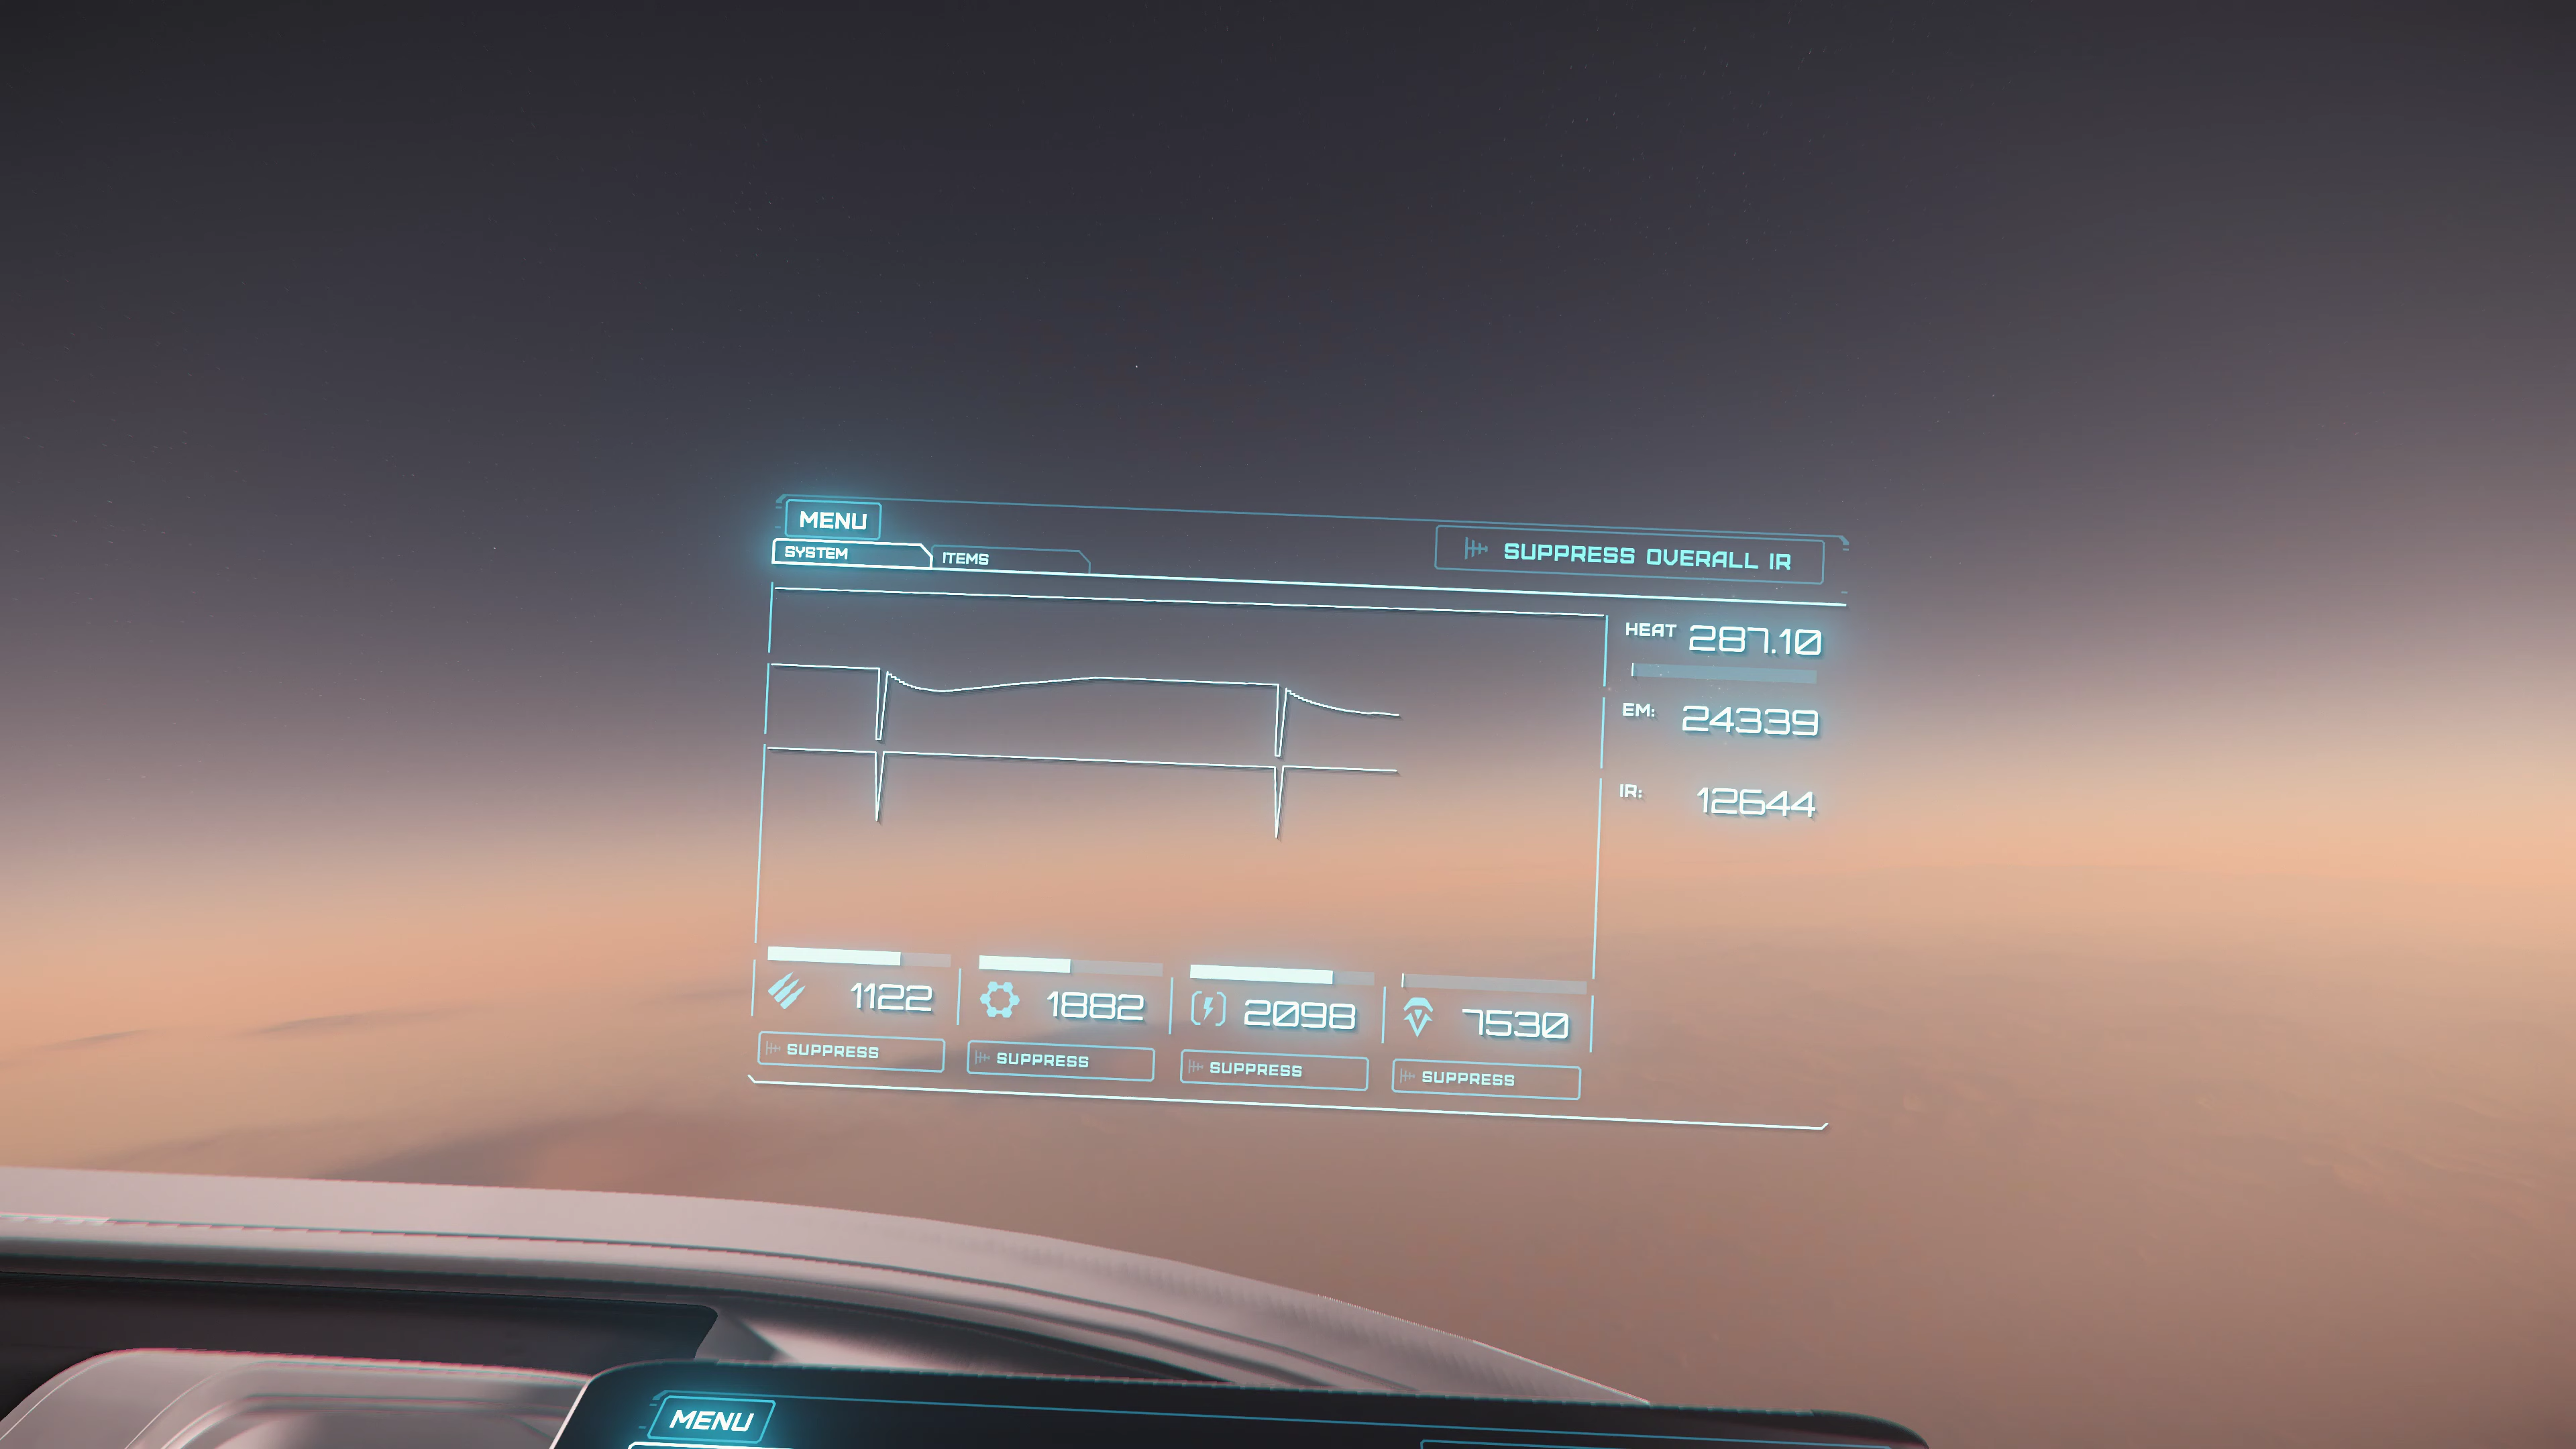 MENU
SUPPRESS OVERALL IR
SYSTEM
ITEMS
HEAT 287.10
EM: 24339
IR: 12644
1122
1882
2098
7530
SUPPRESS
SUPPRESS
SUPPRESS
SUPPRESS
MENU